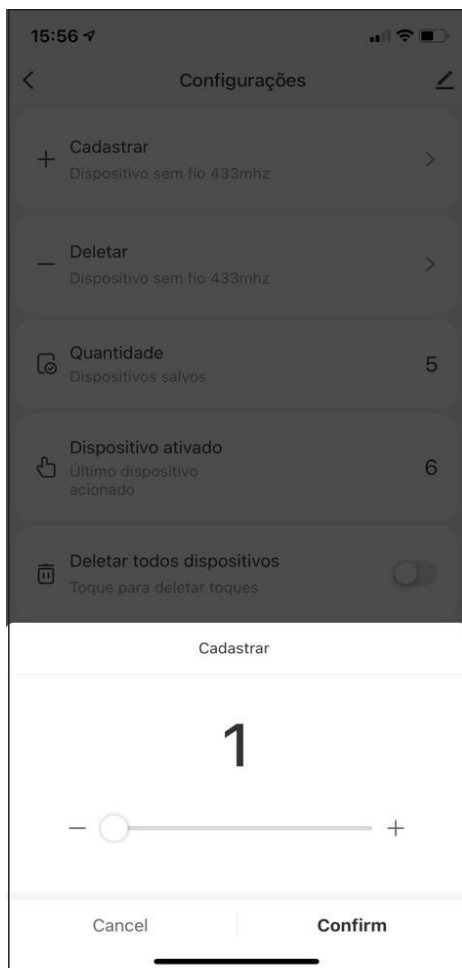 15:56
Configurações
Cadastrar
Dispositivo sem fio 433mhz
Deletar
Dispositivo sem fio 433mhz
Quantidade
Dispositivos salvos
5
Dispositivo ativado
Último dispositivo
acionado
6
Deletar todos dispositivos
Toque para deletar toques
Cadastrar
1
Cancel
Confirm